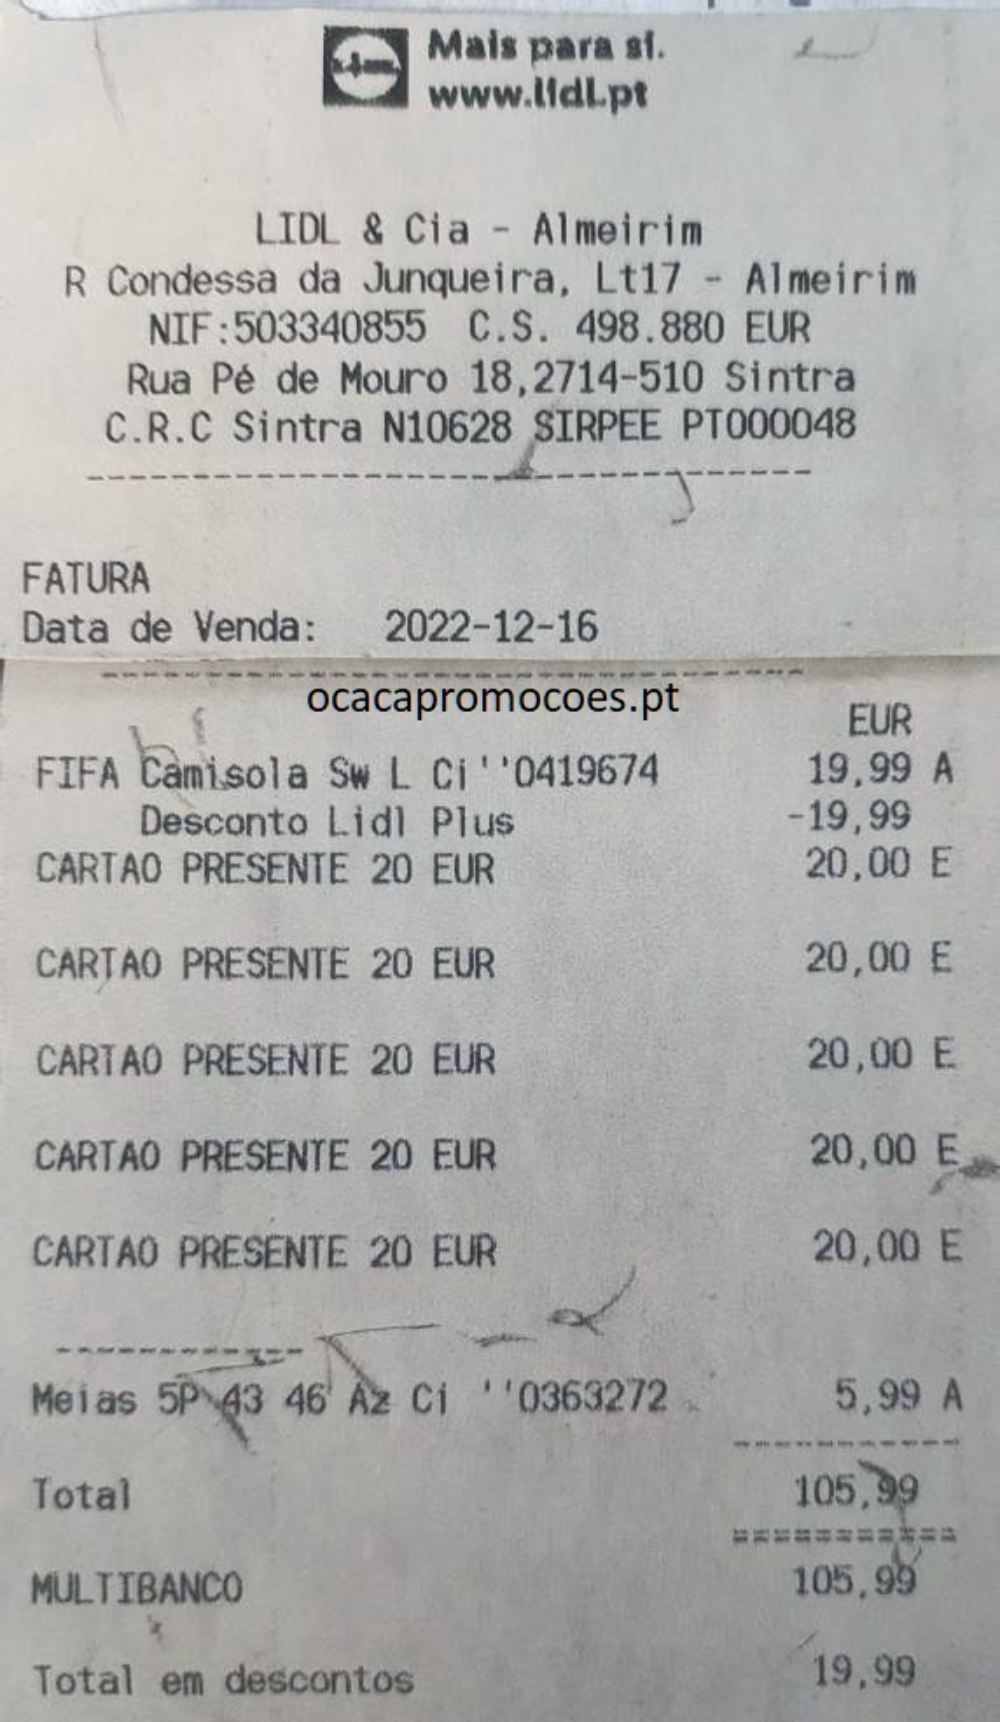 Mais para si.
www.lidl.pt
LIDL & Cia - Almeirim
R Condessa da Junqueira, Lt17 - Almeirim
NIF:503340855 C.S. 498.880 EUR
Rua Pé de Mouro 18,2714-510 Sintra
C.R.C Sintra N10628 SIRPEE PT000048
FATURA
Data de Venda: 2022-12-16
ocacapromocoes.pt
EUR
FIFA Camisola Sw L Ci''0419674 19,99 A
Desconto Lidl Plus -19,99
CARTAO PRESENTE 20 EUR 20,00 E
CARTAO PRESENTE 20 EUR 20,00 E
CARTAO PRESENTE 20 EUR 20,00 E
CARTAO PRESENTE 20 EUR 20,00 E
CARTAO PRESENTE 20 EUR 20,00 E
Meias 5P 43 46 Az Ci ''0363272 5,99 A
Total 105,99
MULTIBANCO 105,99
Total em descontos 19,99